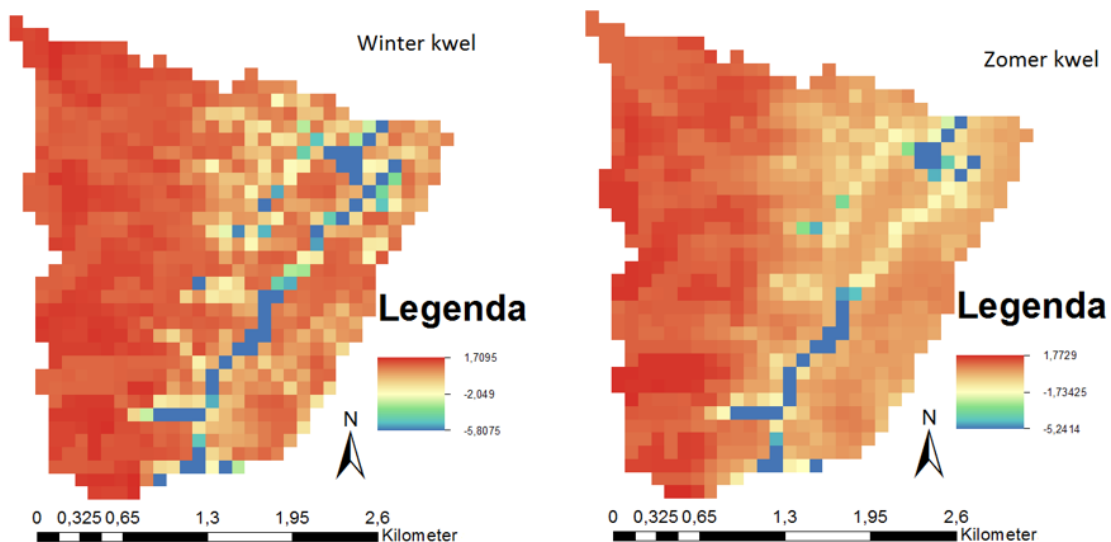 Winter kwel
Legenda
1,7095
-2,049
-5,8075
N
0 0,325 0,65 1,3 1,95 2,6
Kilometer
Zomer kwel
Legenda
1,7729
-1,73425
-5,2414
N
0 0,325 0,65 1,3 1,95 2,6
Kilometer